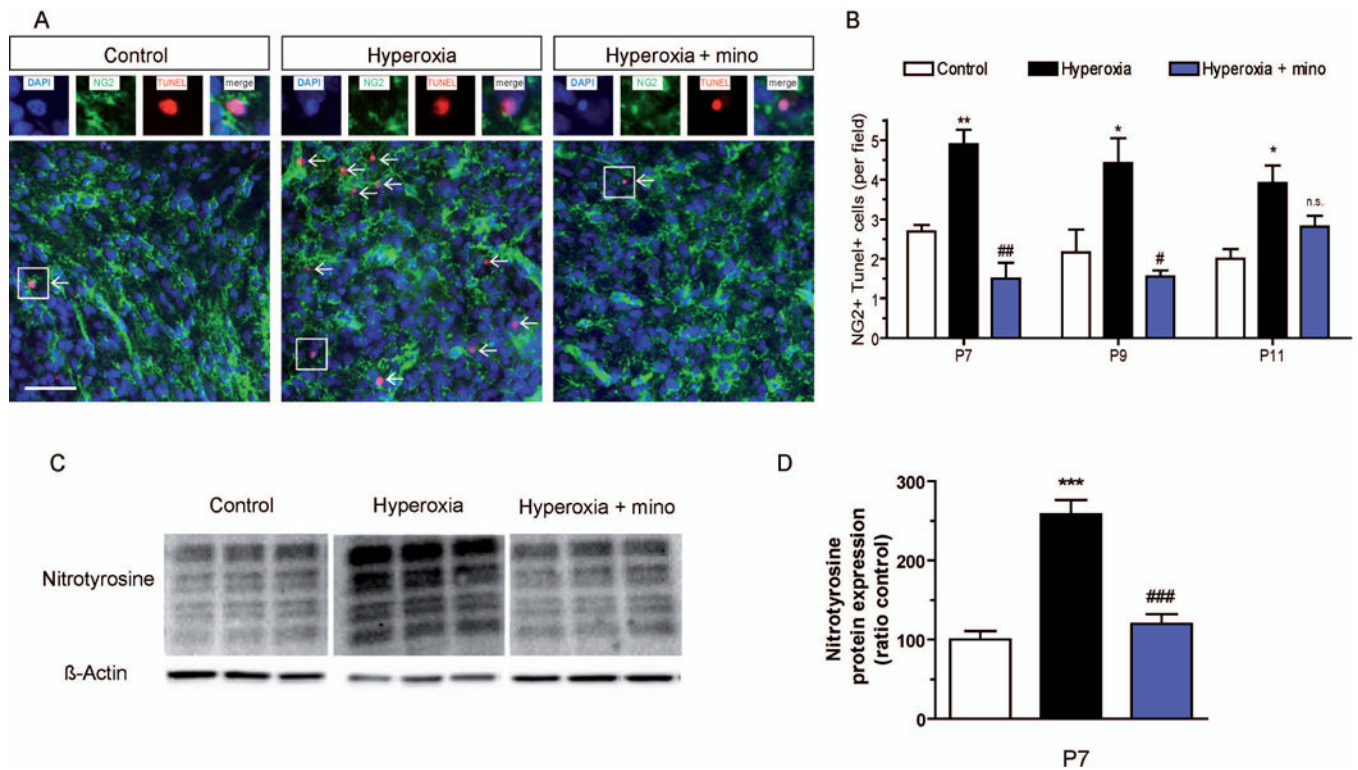 A
Control
Hyperoxia
Hyperoxia + mino
DAPI NG2 TUNEL merge
DAPI NG2 TUNEL merge
DAPI NG2 TUNEL merge
B
Control Hyperoxia Hyperoxia + mino
NG2+ Tunel+ cells (per field)
5
4
3
2
1
0
** ## * # * n.s.
P7 P9 P11
C
Control Hyperoxia Hyperoxia + mino
Nitrotyrosine
ß-Actin
D
Nitrotyrosine
protein expression
(ratio control)
300
200
100
0
*** ###
P7